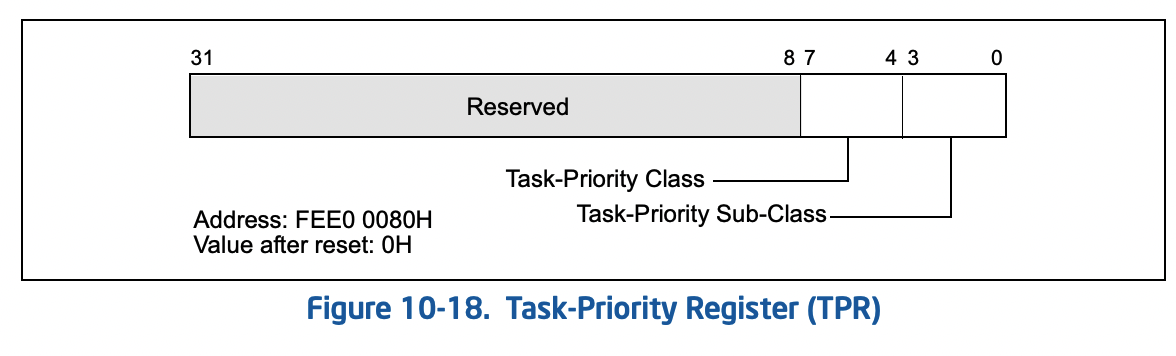 31 8 7 4 3 0
Reserved
Task-Priority Class
Task-Priority Sub-Class
Address: FEE0 0080H
Value after reset: 0H
Figure 10-18. Task-Priority Register (TPR)